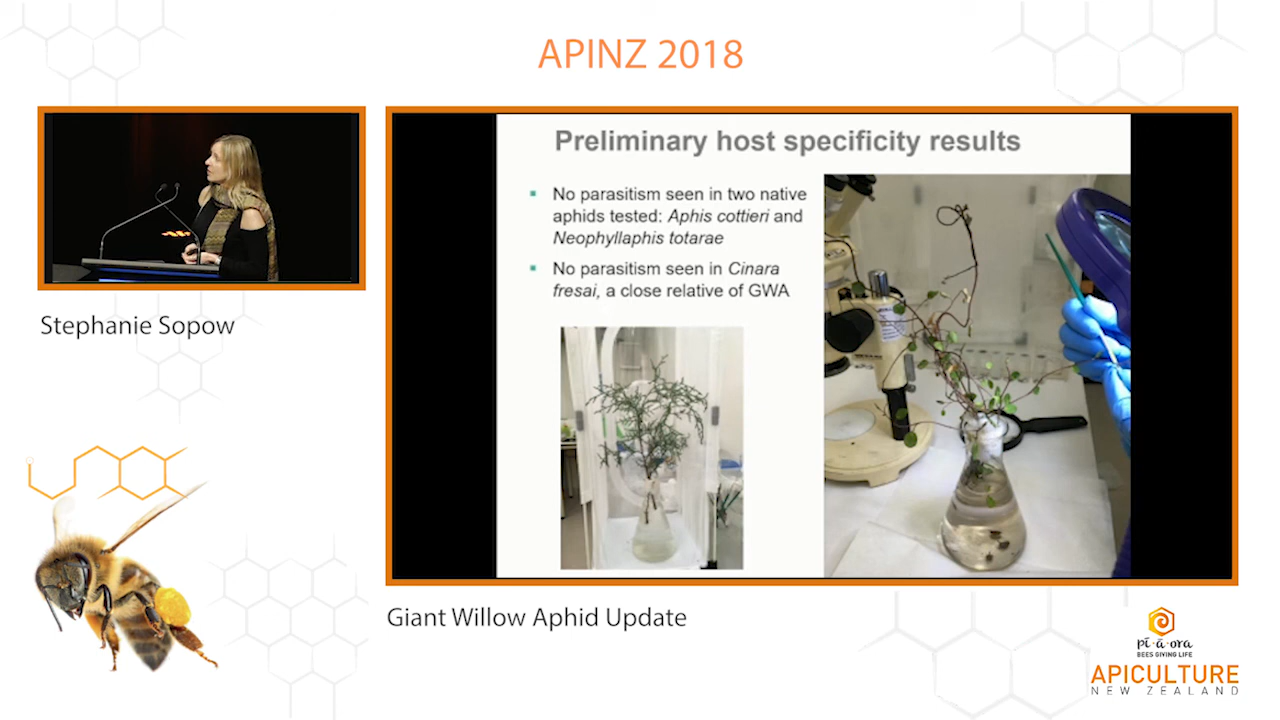 APINZ 2018
Stephanie Sopow
Preliminary host specificity results
No parasitism seen in two native
aphids tested: Aphis cottieri and
Neophyllaphis totarae
No parasitism seen in Cinara
fresai, a close relative of GWA
Giant Willow Aphid Update
pī-ā-ora
BEES GIVING LIFE
APICULTURE
NEW ZEALAND